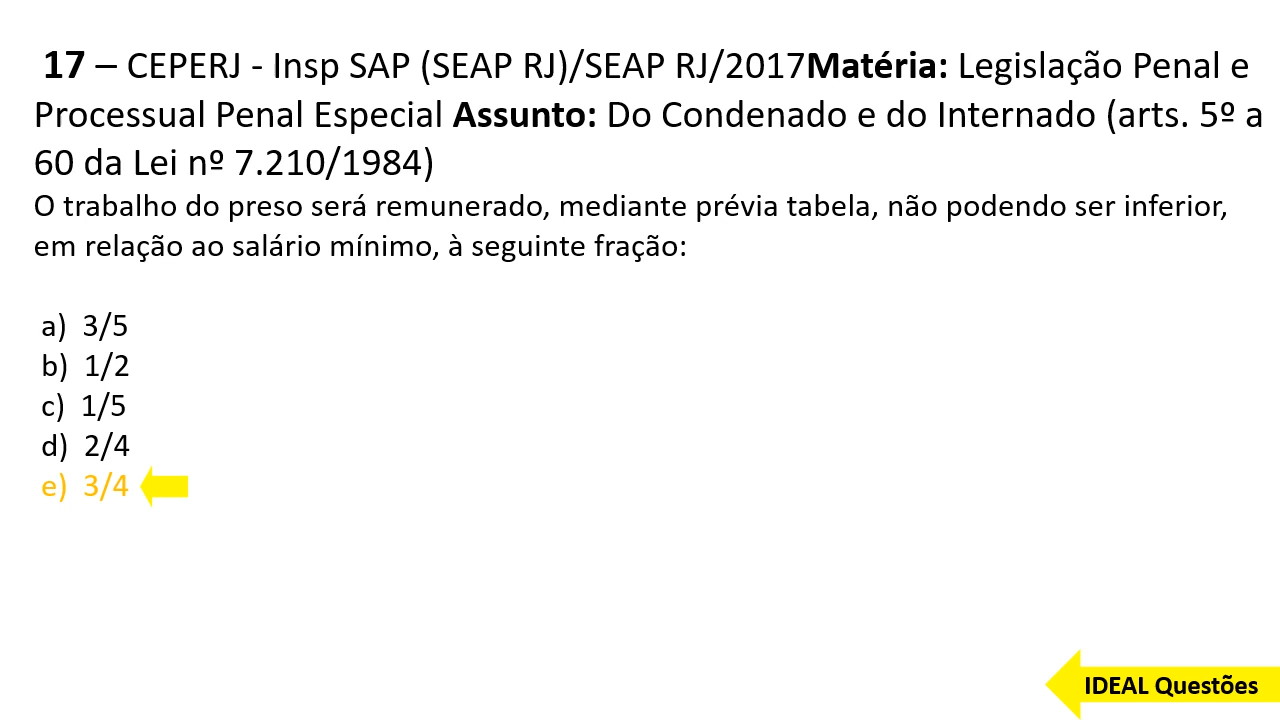 17 – CEPERJ - Insp SAP (SEAP RJ)/SEAP RJ/2017Matéria: Legislação Penal e
Processual Penal Especial Assunto: Do Condenado e do Internado (arts. 5º a
60 da Lei nº 7.210/1984)
O trabalho do preso será remunerado, mediante prévia tabela, não podendo ser inferior,
em relação ao salário mínimo, à seguinte fração:
a) 3/5
b) 1/2
c) 1/5
d) 2/4
e) 3/4
IDEAL Questões